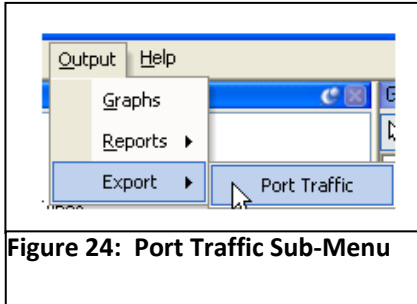 Output Help
Graphs
Reports
Export
Port Traffic
Figure 24: Port Traffic Sub-Menu